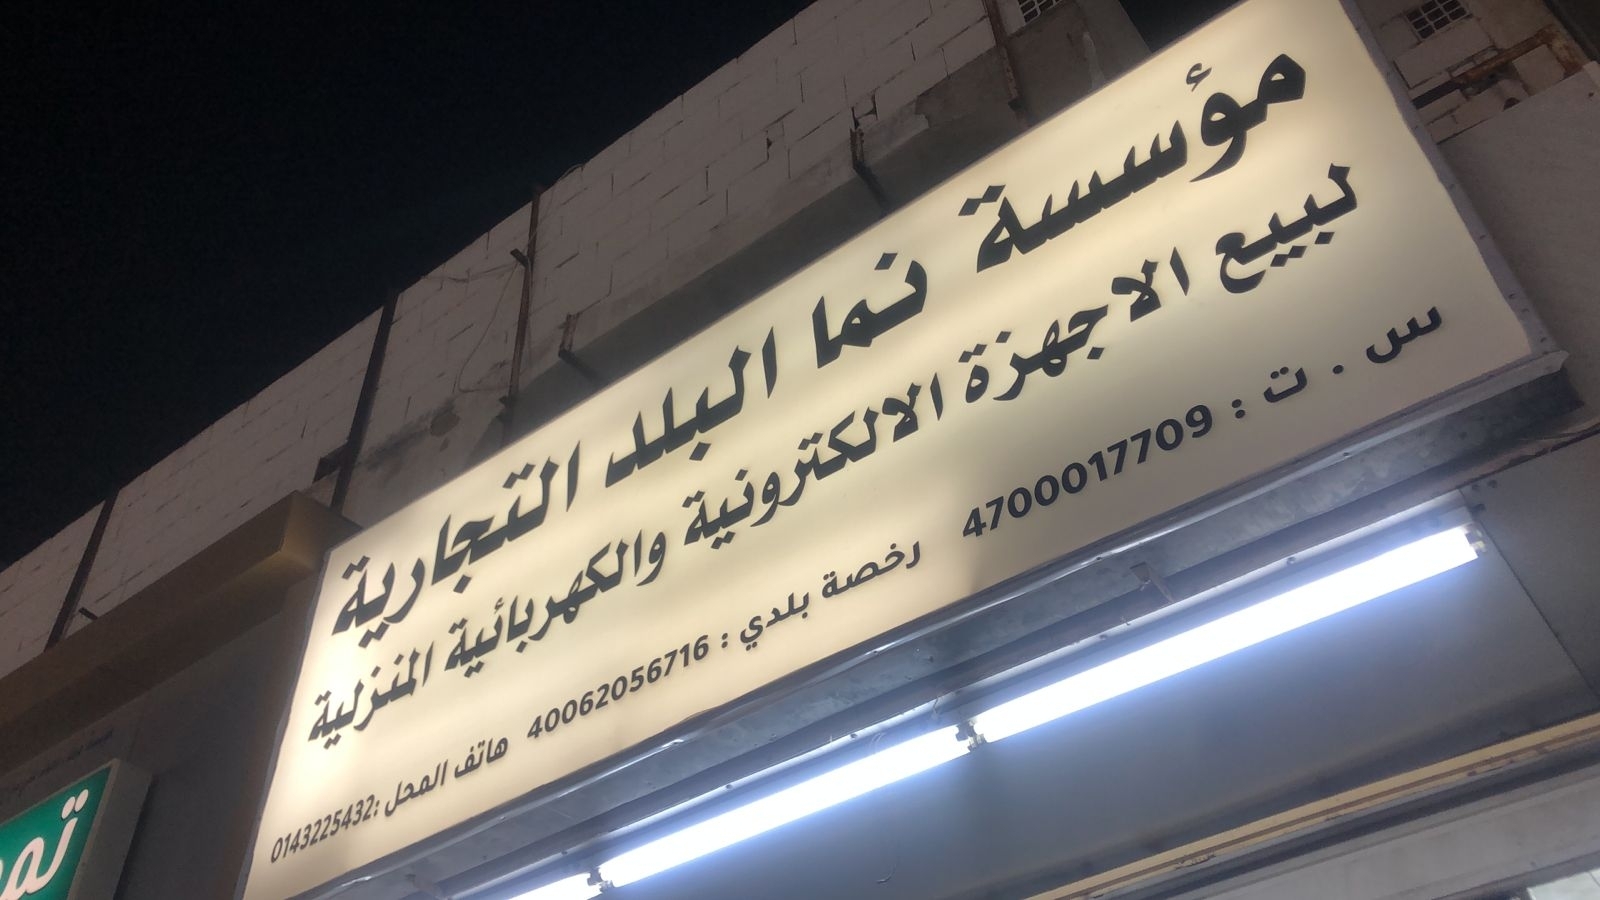 مؤسسة نما البلد التجارية
لبيع الاجهزة الالكترونية والكهربائية المنزلية
س . ت : 4700017709 رخصة بلدي : 40062056716 هاتف المحل :0143225432